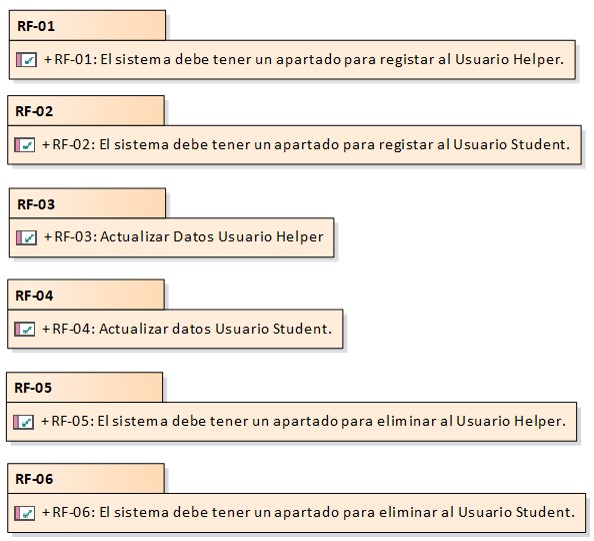 RF-01
+RF-01: El sistema debe tener un apartado para registar al Usuario Helper.
RF-02
+RF-02: El sistema debe tener un apartado para registar al Usuario Student.
RF-03
+RF-03: Actualizar Datos Usuario Helper
RF-04
+RF-04: Actualizar datos Usuario Student.
RF-05
+RF-05: El sistema debe tener un apartado para eliminar al Usuario Helper.
RF-06
+RF-06: El sistema debe tener un apartado para eliminar al Usuario Student.